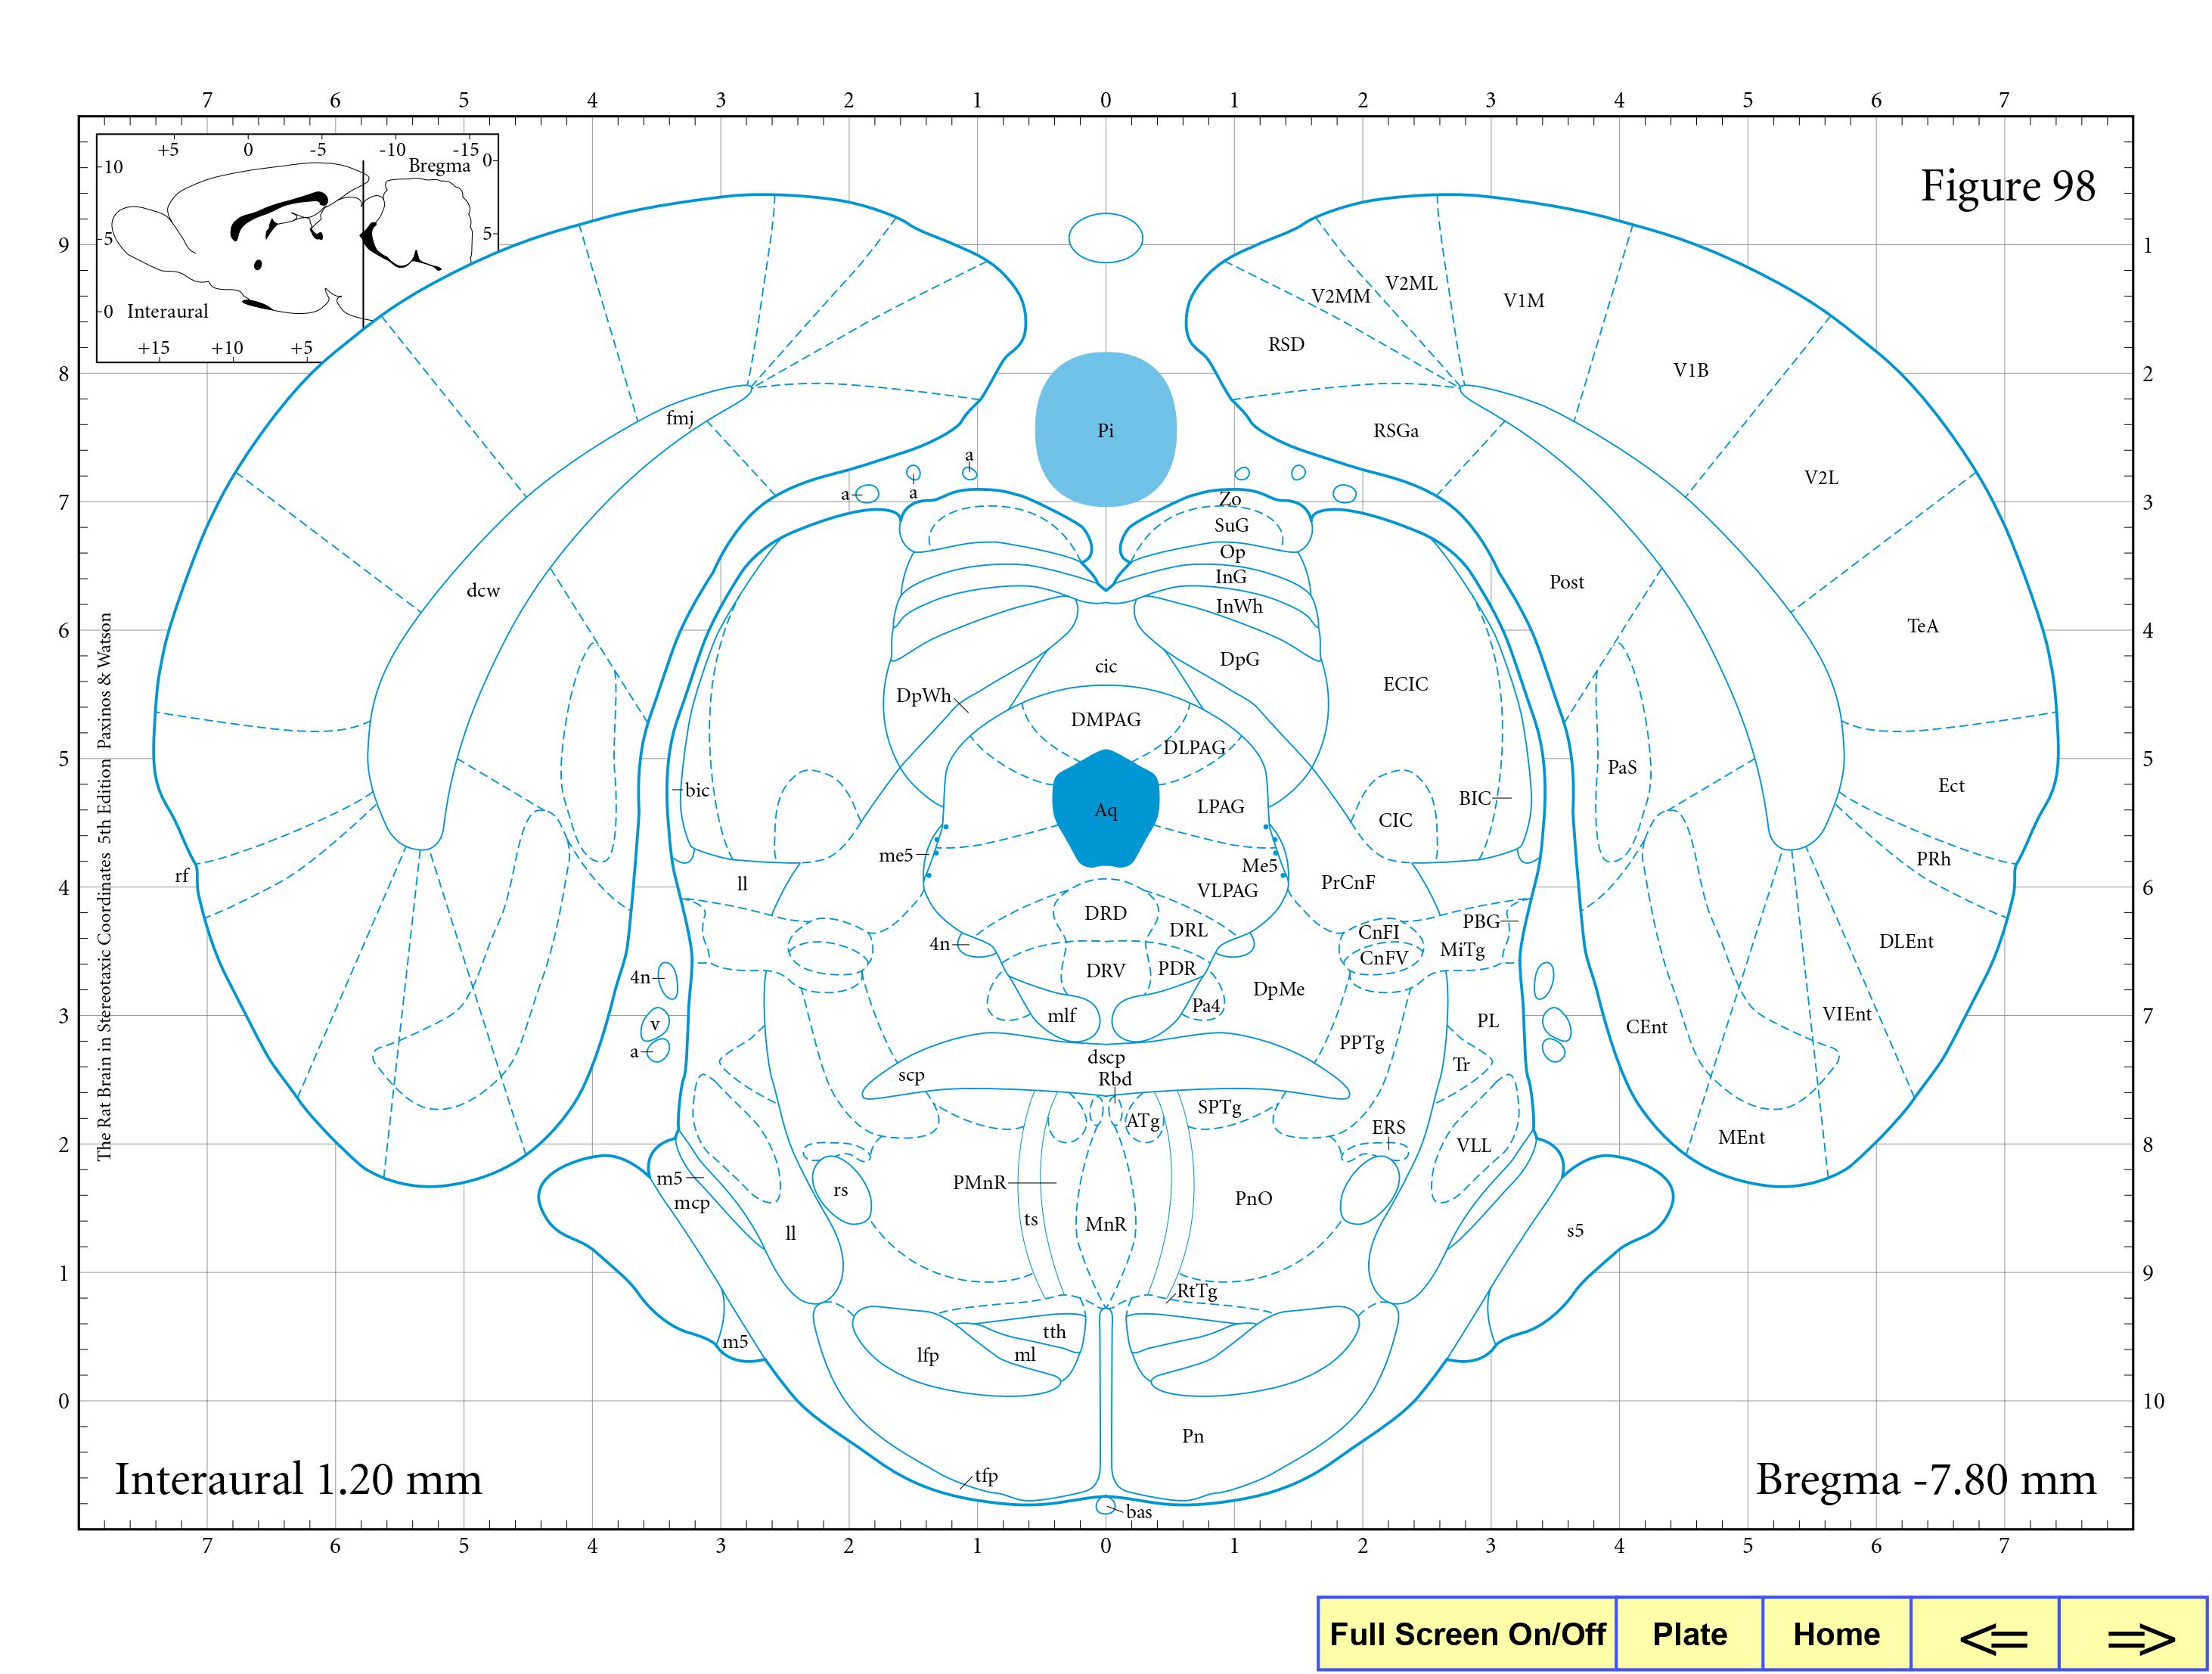 7 6 5 4 3 2 1 0 1 2 3 4 5 6 7
+5 0 -5 -10 -15
Bregma
0
10
5
5
0 Interaural
+15 +10 +5
Figure 98
9
8
7
6
5
4
3
2
1
0
1
2
3
4
5
6
7
8
9
10
The Rat Brain in Stereotaxic Coordinates 5th Edition Paxinos & Watson
V2ML
V2MM
V1M
RSD
V1B
fmj
Pi
RSGa
a
a
a
V2L
Zo
SuG
Op
InG
InWh
dcw
Post
TeA
cic
DpG
ECIC
DpWh
DMPAG
DLPAG
PaS
Ect
bic
BIC
Aq
LPAG
CIC
me5
Me5
PRh
rf
ll
VLPAG
PrCnF
DRD
DRL
PBG
CnFI
4n
MiTg
DLEnt
CnFV
4n
DRV
PDR
DpMe
Pa4
mlf
v
PL
CEnt
VIEnt
a
PPTg
dscp
Tr
scp
Rbd
SPTg
ATg
ERS
MEnt
VLL
m5
PMnR
mcp
rs
PnO
ts
MnR
ll
s5
RtTg
tth
m5
lfp
ml
Pn
tfp
bas
Interaural 1.20 mm
Bregma -7.80 mm
7 6 5 4 3 2 1 0 1 2 3 4 5 6 7
Full Screen On/Off Plate Home <= =>